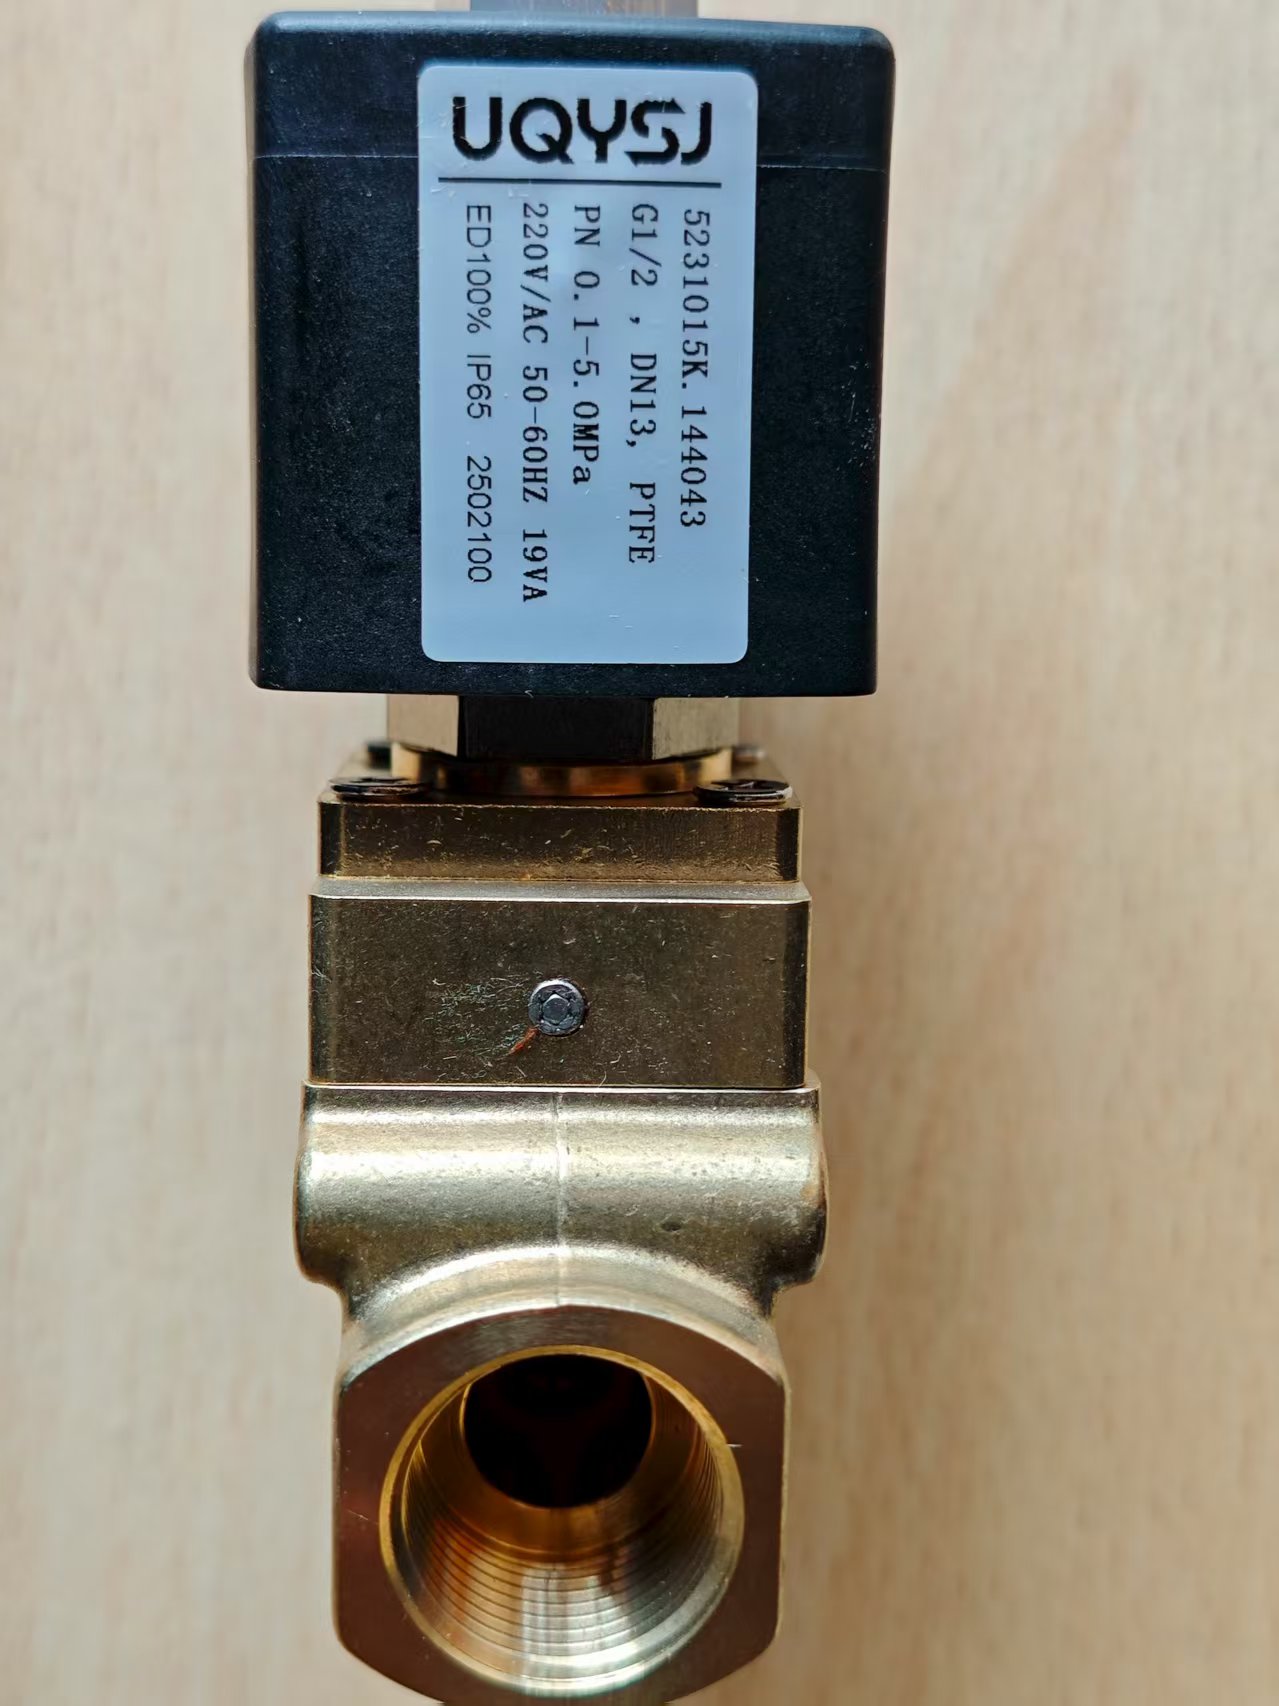 UQYSJ
5231015K.144043
G1/2 , DN13, PTFE
PN 0.1-5.0MPa
220V/AC 50-60HZ 19VA
ED100% IP65 2502100